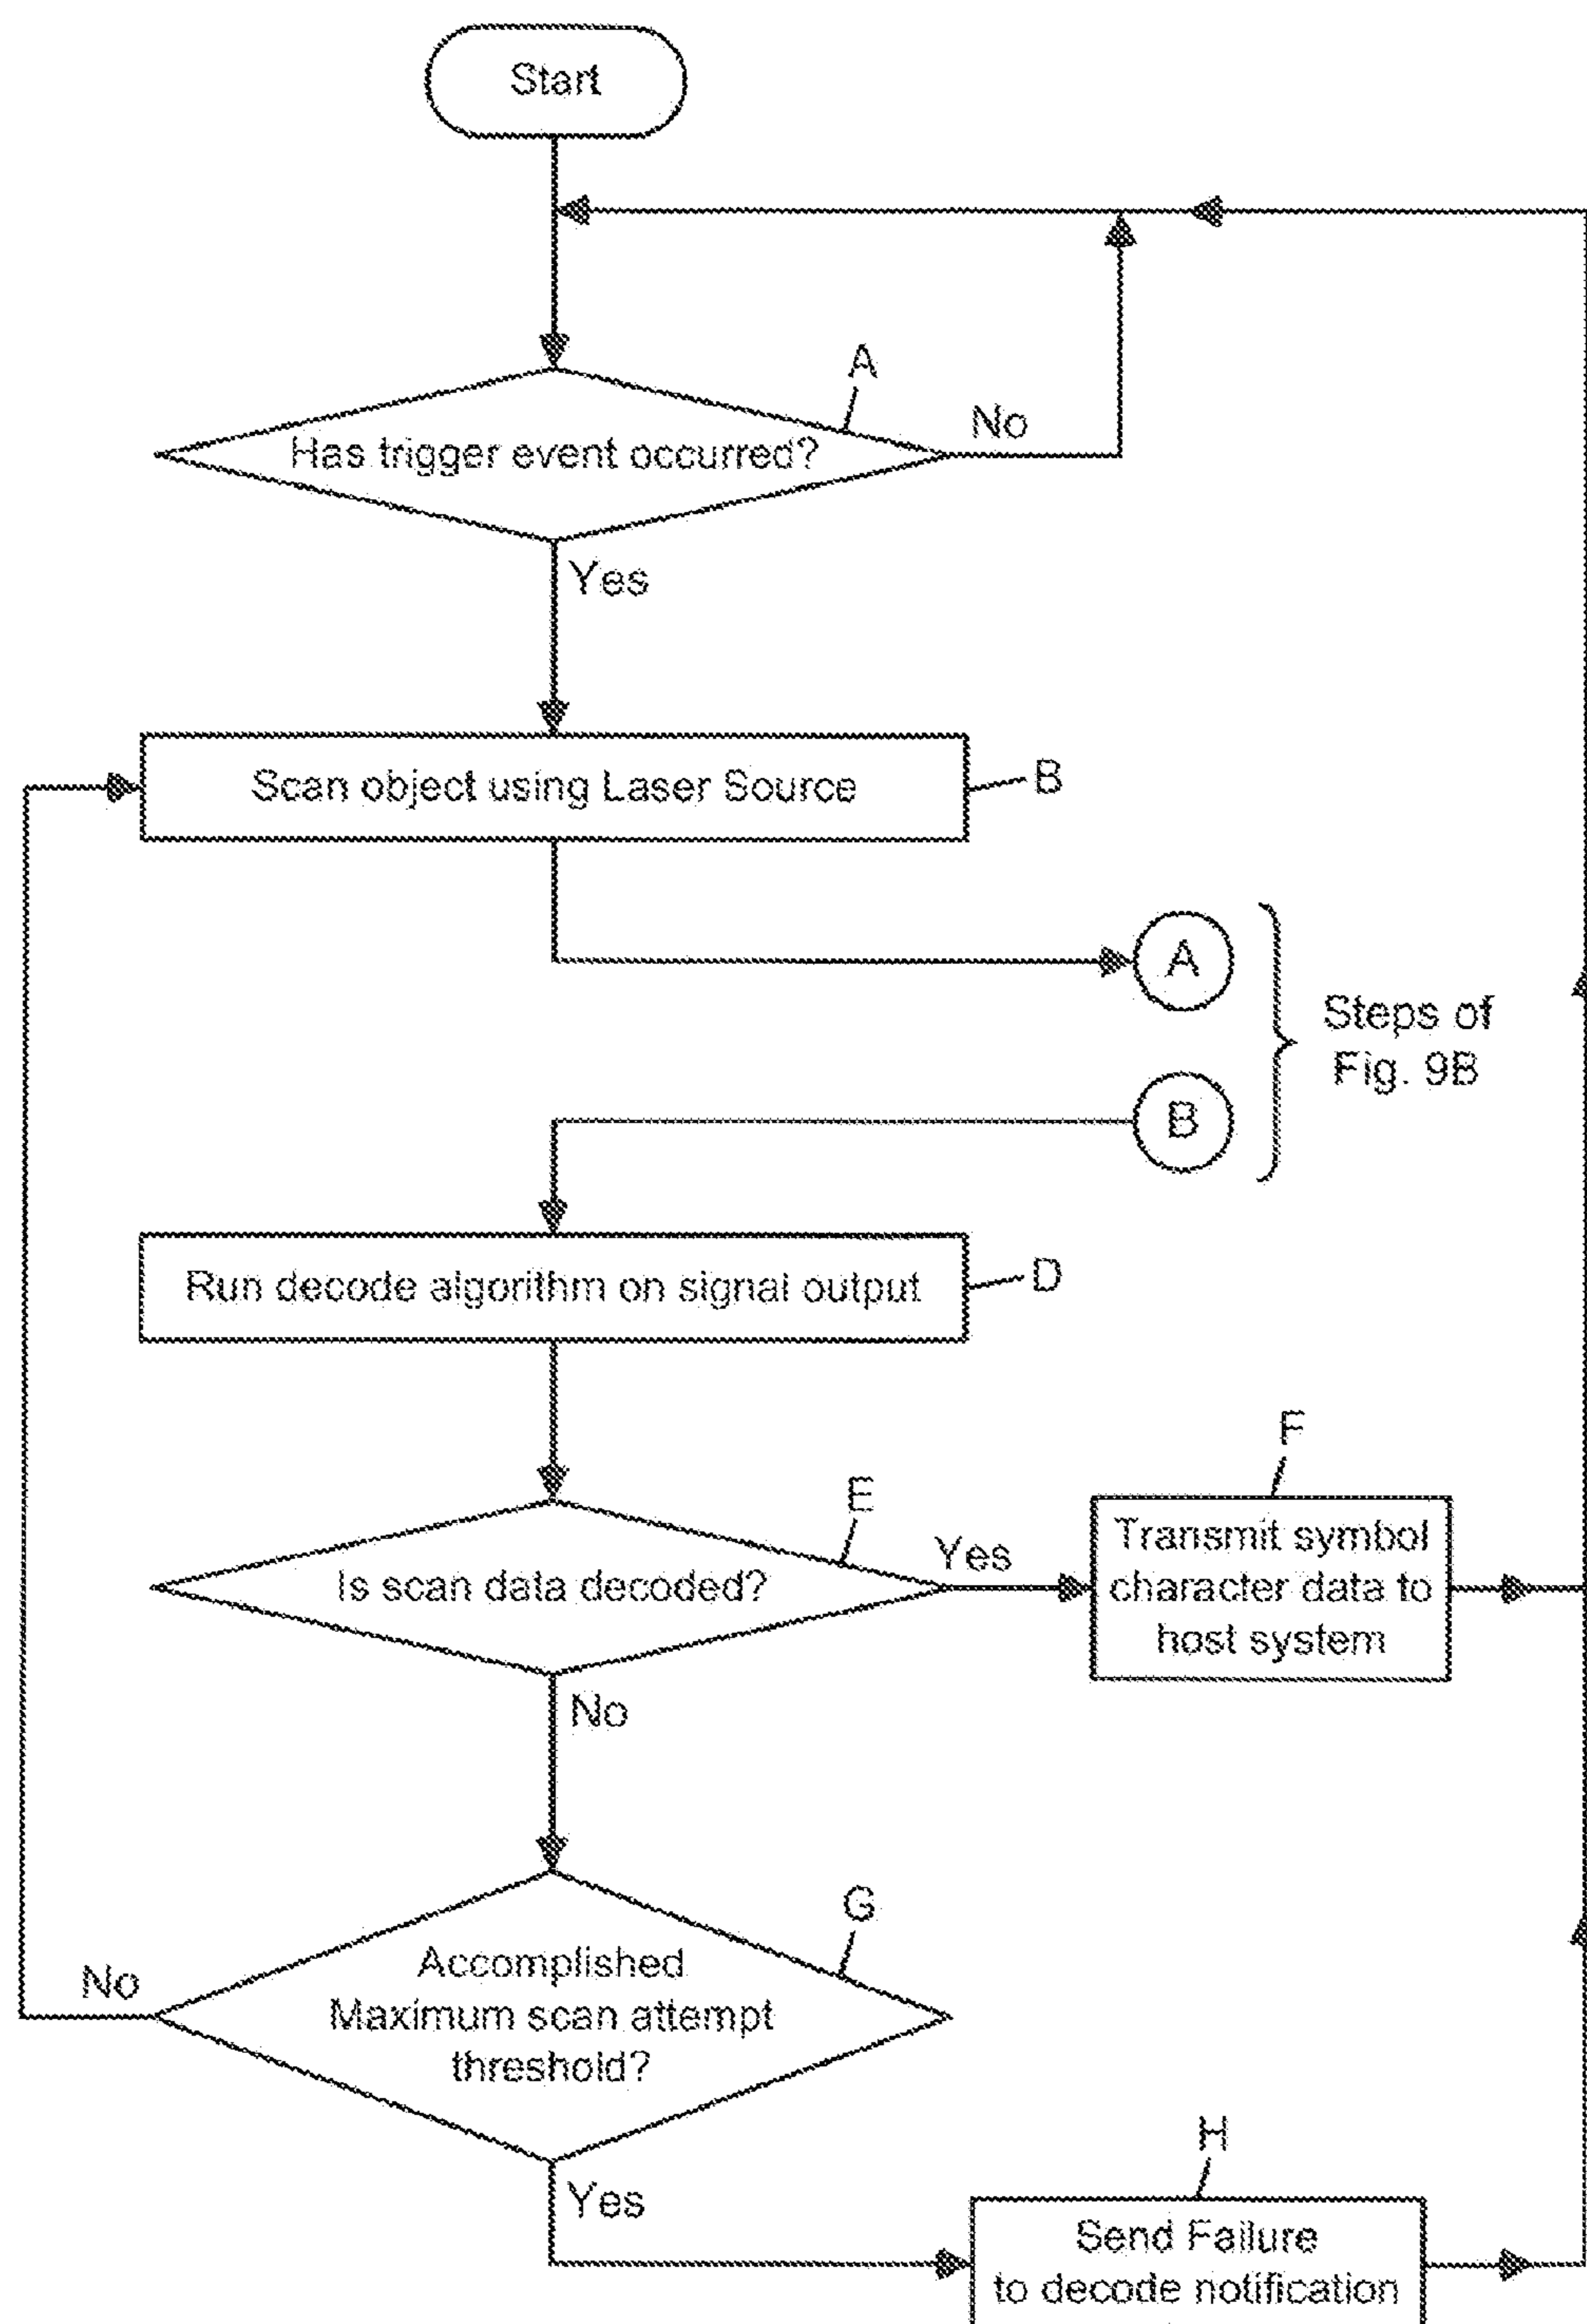 Start
A
Has trigger event occurred?
No
Yes
Scan object using Laser Source
B
A
Steps of
Fig. 9B
B
Run decode algorithm on signal output
D
E
Is scan data decoded?
Yes
F
Transmit symbol
character data to
host system
No
G
Accomplished
Maximum scan attempt
threshold?
No
Yes
H
Send Failure
to decode notification